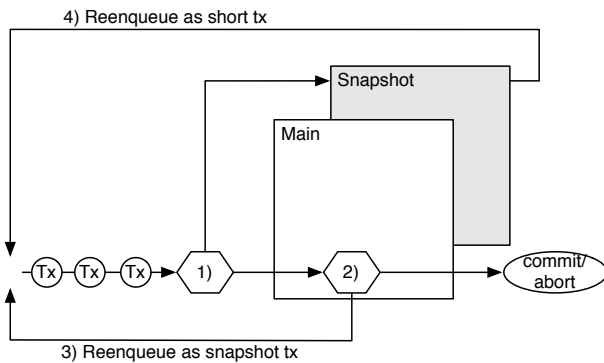 4) Reenqueue as short tx
Snapshot
Main
Tx Tx Tx 1) 2) commit/
abort
3) Reenqueue as snapshot tx